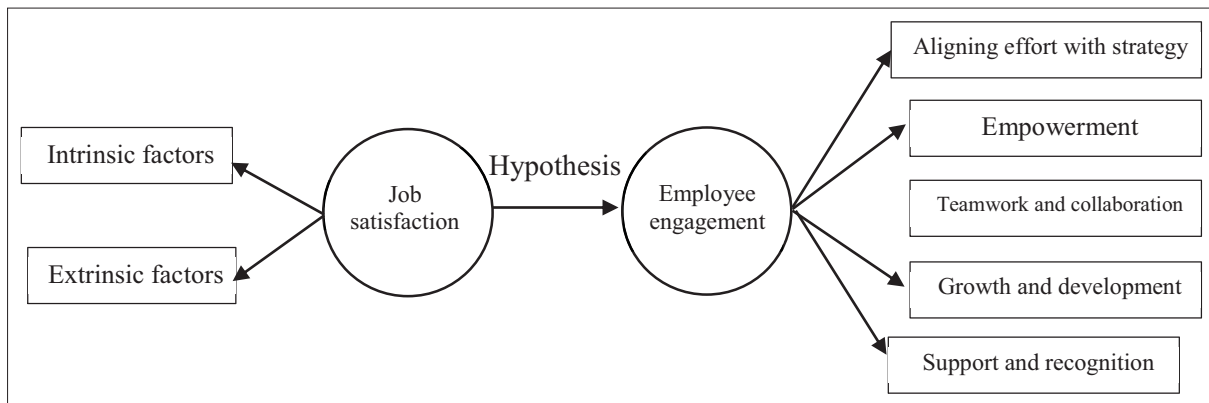 Intrinsic factors
Extrinsic factors
Job
satisfaction
Hypothesis
Employee
engagement
Aligning effort with strategy
Empowerment
Teamwork and collaboration
Growth and development
Support and recognition